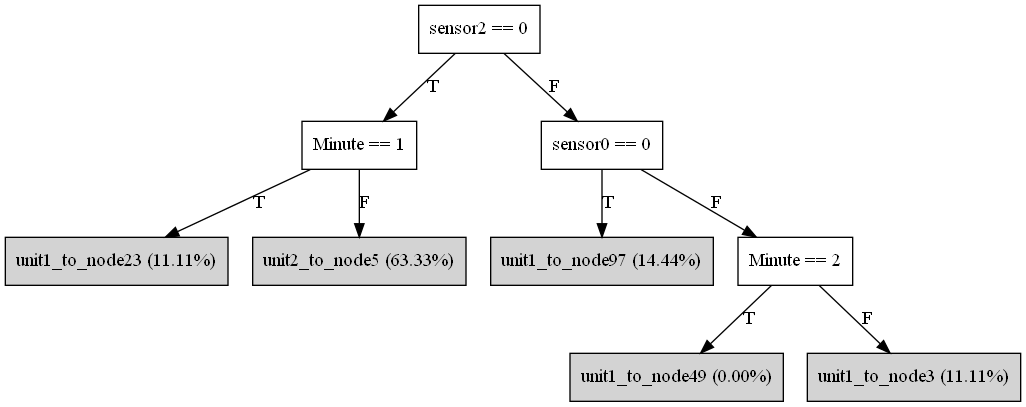 sensor2 == 0
T
F
Minute == 1
sensor0 == 0
T
F
T
F
unit1_to_node23 (11.11%)
unit2_to_node5 (63.33%)
unit1_to_node97 (14.44%)
Minute == 2
T
F
unit1_to_node49 (0.00%)
unit1_to_node3 (11.11%)